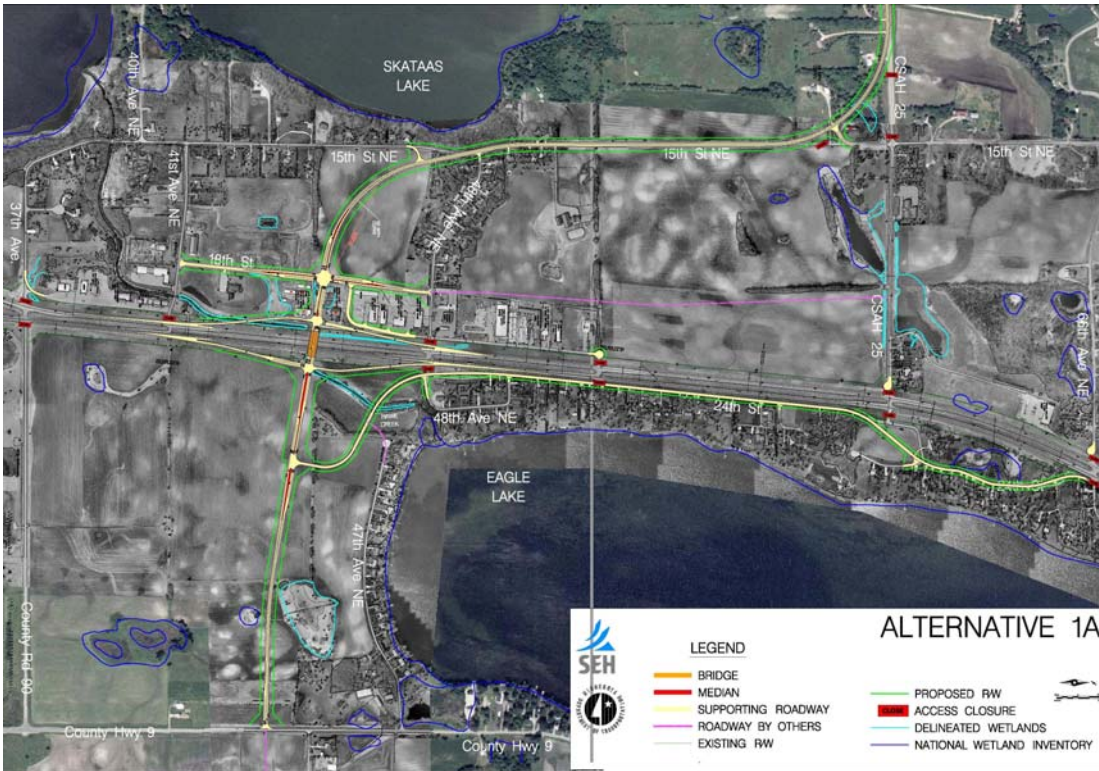 SKATAAS
LAKE
40th Ave NE
CSAH 25
15th St NE
15th St NE
15th St NE
41st Ave NE
37th Ave
18th St
CSAH 25
66th Ave NE
24th St
48th Ave NE
EAGLE
LAKE
47th Ave NE
County Rd 90
County Hwy 9
County Hwy 9
ALTERNATIVE 1A
SEH
LEGEND
BRIDGE
MEDIAN
SUPPORTING ROADWAY
ROADWAY BY OTHERS
EXISTING R/W
PROPOSED R/W
CLOSE ACCESS CLOSURE
DELINEATED WETLANDS
NATIONAL WETLAND INVENTORY